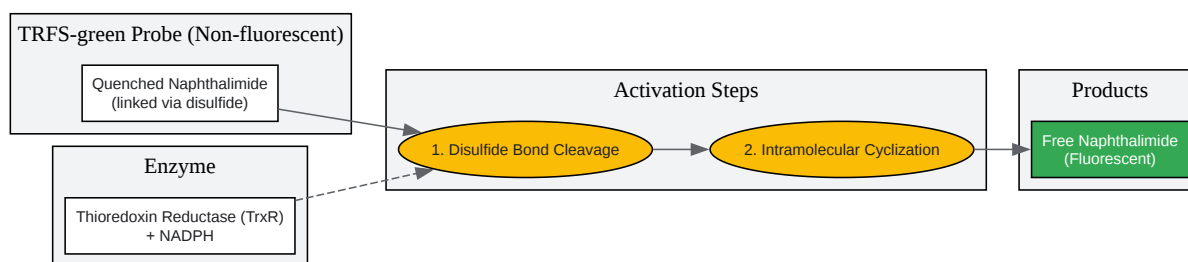 TRFS-green Probe (Non-fluorescent)
Quenched Naphthalimide
(linked via disulfide)
Enzyme
Thioredoxin Reductase (TrxR)
+ NADPH
Activation Steps
1. Disulfide Bond Cleavage
2. Intramolecular Cyclization
Products
Free Naphthalimide
(Fluorescent)